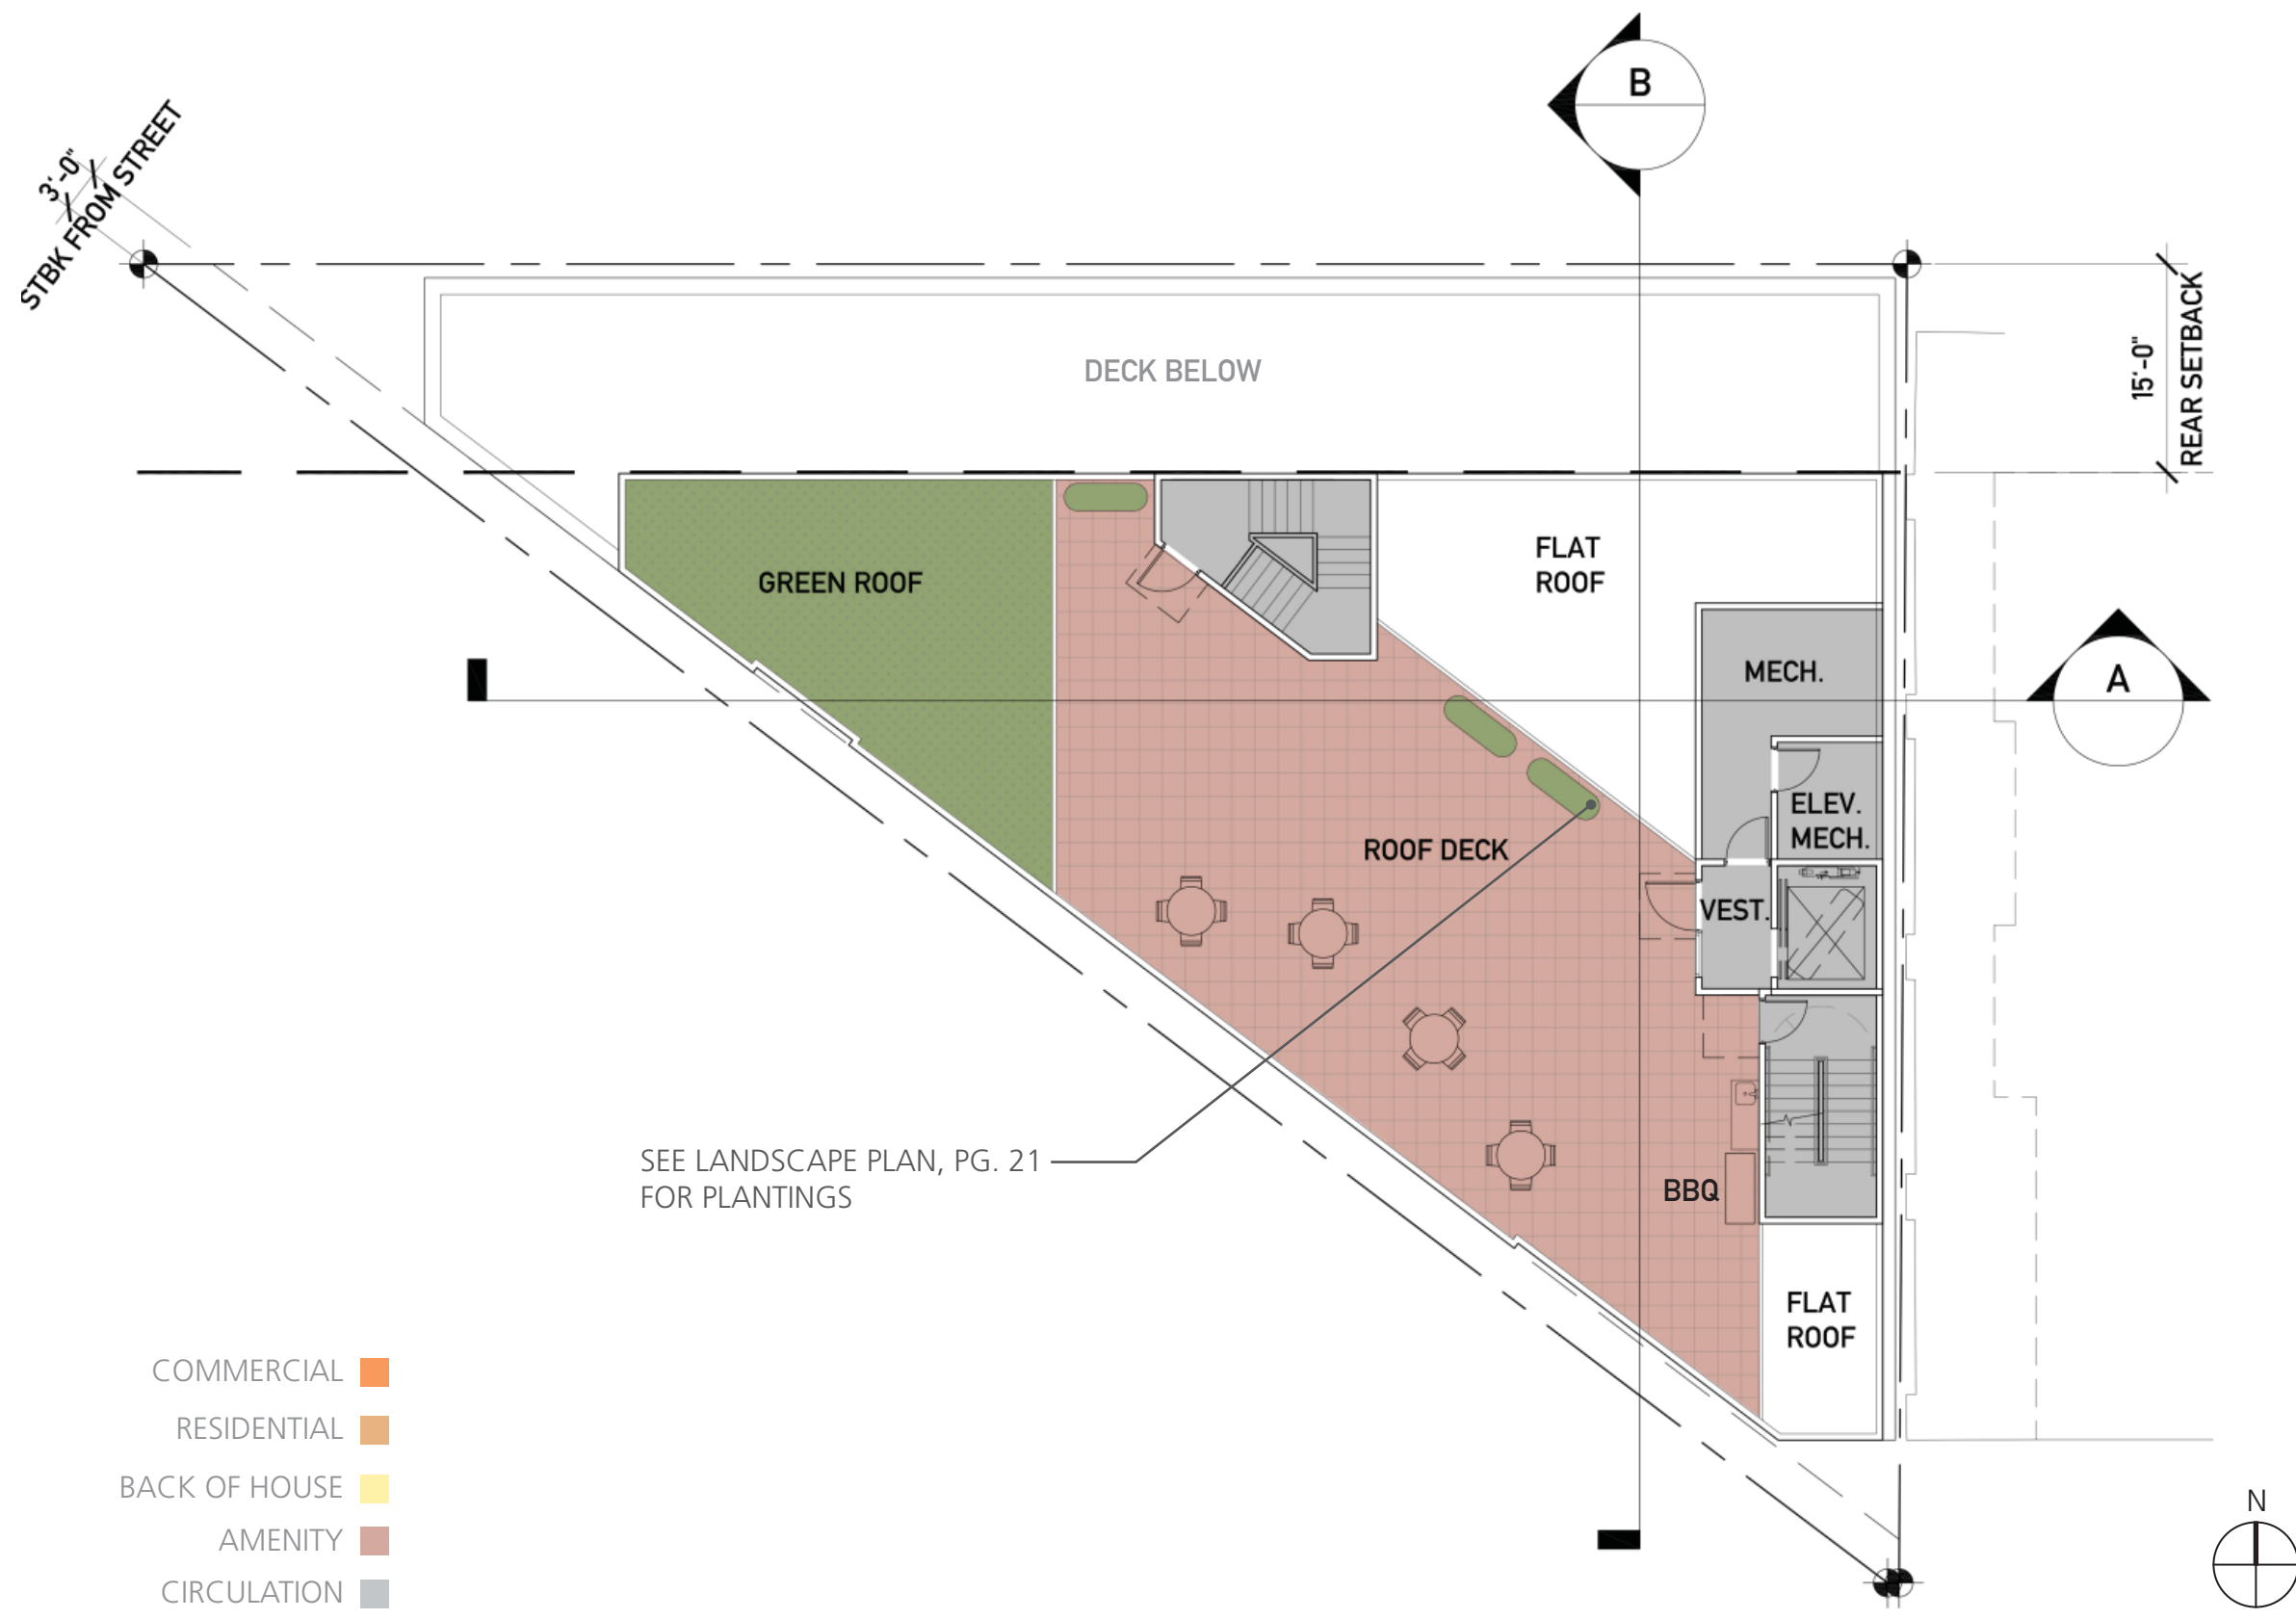 B
3'-0"
STBK FROM STREET
15'-0"
REAR SETBACK
DECK BELOW
FLAT
ROOF
GREEN ROOF
MECH.
A
ELEV.
MECH.
ROOF DECK
VEST.
SEE LANDSCAPE PLAN, PG. 21
FOR PLANTINGS
BBQ
FLAT
ROOF
COMMERCIAL
RESIDENTIAL
BACK OF HOUSE
AMENITY
CIRCULATION
N